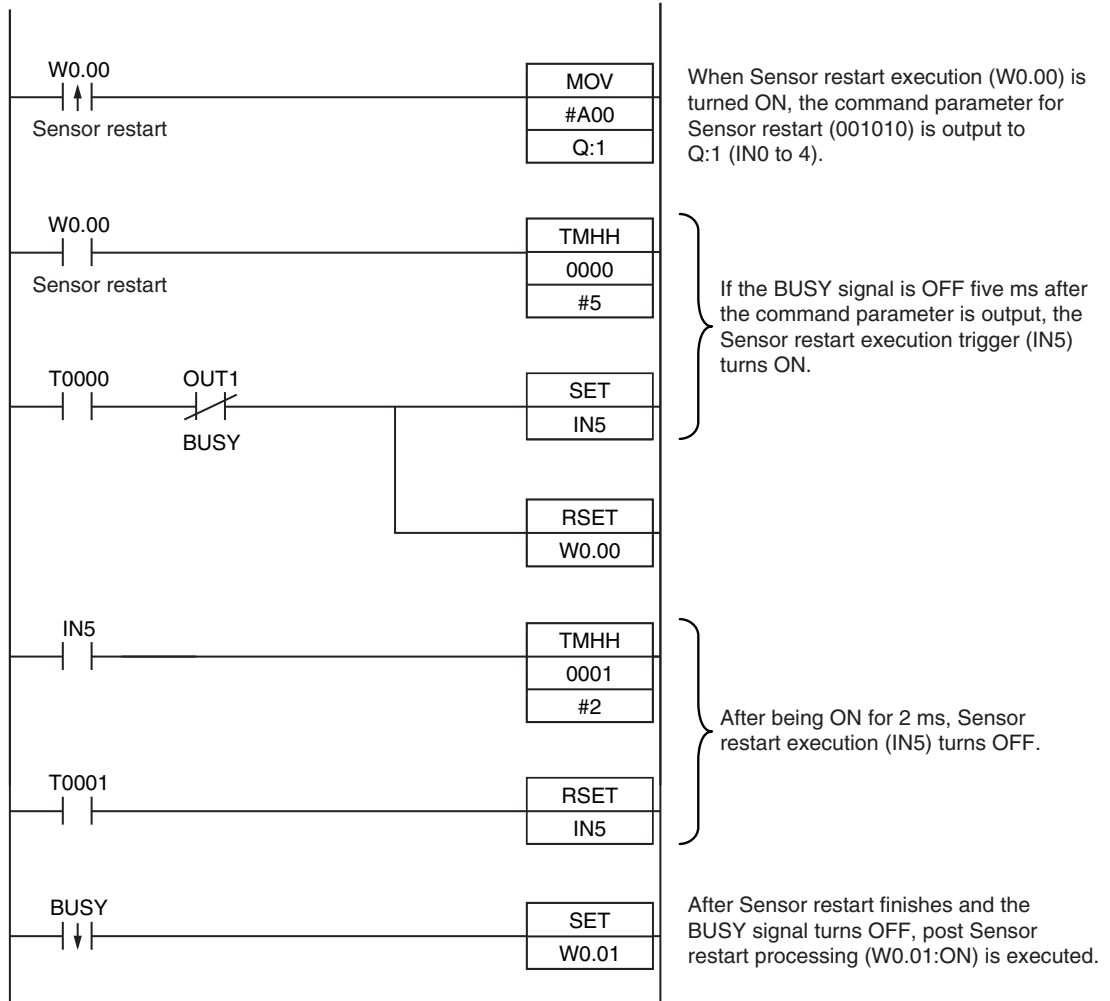 W0.00
Sensor restart
MOV
#A00
Q:1
When Sensor restart execution (W0.00) is
turned ON, the command parameter for
Sensor restart (001010) is output to
Q:1 (IN0 to 4).
W0.00
Sensor restart
TMHH
0000
#5
If the BUSY signal is OFF five ms after
the command parameter is output, the
Sensor restart execution trigger (IN5)
turns ON.
T0000
OUT1
BUSY
SET
IN5
RSET
W0.00
IN5
TMHH
0001
#2
After being ON for 2 ms, Sensor
restart execution (IN5) turns OFF.
T0001
RSET
IN5
BUSY
SET
W0.01
After Sensor restart finishes and the
BUSY signal turns OFF, post Sensor
restart processing (W0.01:ON) is executed.